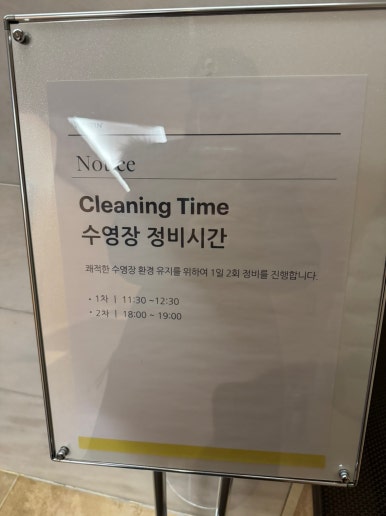 Notice
Cleaning Time
수영장 정비시간
쾌적한 수영장 환경 유지를 위하여 1일 2회 정비를 진행합니다.
• 1차 | 11:30 ~12:30
• 2차 | 18:00 ~ 19:00